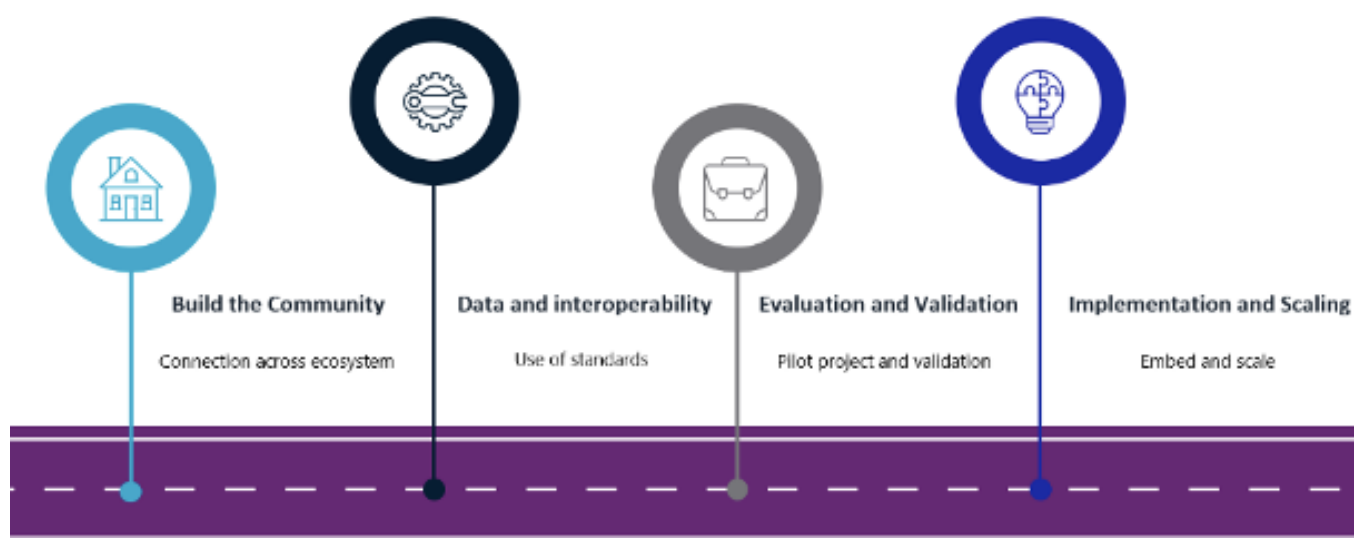 Build the Community
Connection across ecosystem
Data and interoperability
Use of standards
Evaluation and Validation
Pilot project and validation
Implementation and Scaling
Embed and scale